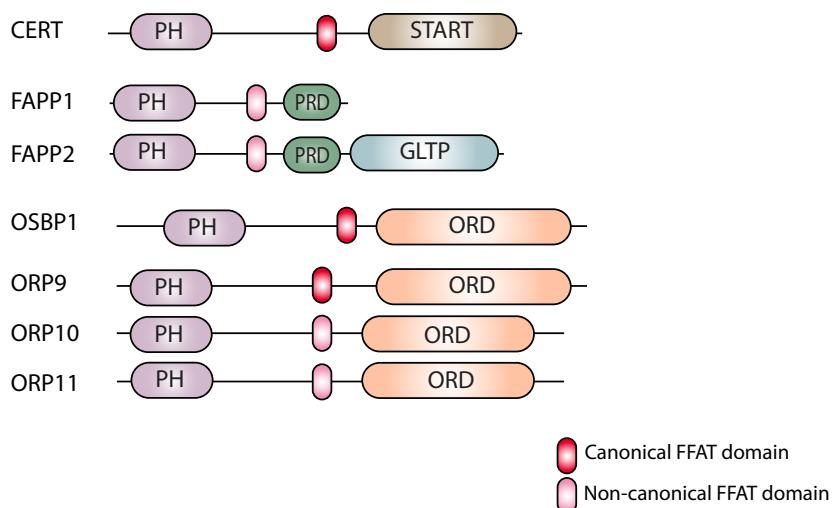 CERT PH START
FAPP1 PH PRD
FAPP2 PH PRD GLTP
OSBP1 PH ORD
ORP9 PH ORD
ORP10 PH ORD
ORP11 PH ORD
Canonical FFAT domain
Non-canonical FFAT domain